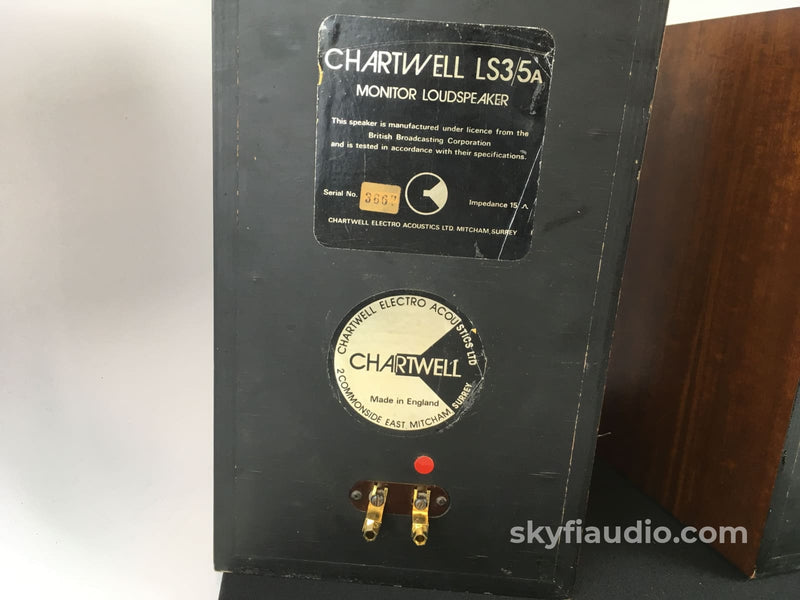 CHARTWELL LS3/5A
MONITOR LOUDSPEAKER
This speaker is manufactured under licence from the
British Broadcasting Corporation
and is tested in accordance with their specifications.
Serial No. 3667
Impedance 15 Ω
CHARTWELL ELECTRO ACOUSTICS LTD. MITCHAM, SURREY
CHARTWELL ELECTRO ACOUSTICS LTD
CHARTWELL
Made in England
2 COMMONSIDE EAST MITCHAM SURREY
skyfiaudio.com